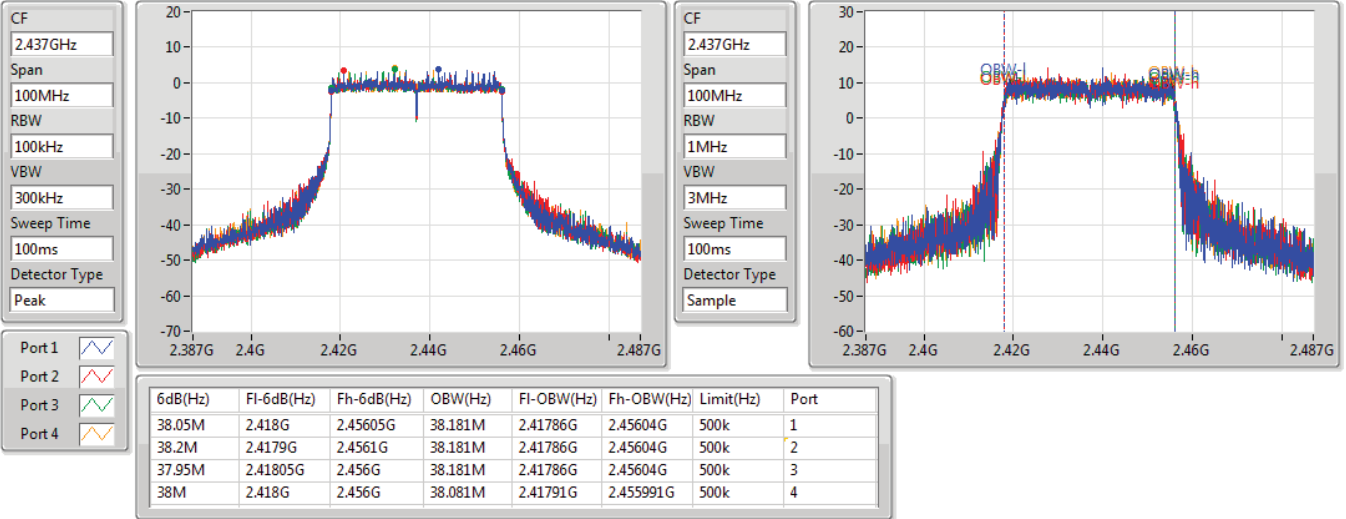 CF
2.437GHz
Span
100MHz
RBW
100kHz
VBW
300kHz
Sweep Time
100ms
Detector Type
Peak
20
10
0
-10
-20
-30
-40
-50
-60
-70
2.387G 2.4G 2.42G 2.44G 2.46G 2.487G
CF
2.437GHz
Span
100MHz
RBW
1MHz
VBW
3MHz
Sweep Time
100ms
Detector Type
Sample
30
20
10
0
-10
-20
-30
-40
-50
-60
OBW-l OBW-h
2.387G 2.4G 2.42G 2.44G 2.46G 2.487G
Port 1
Port 2
Port 3
Port 4
6dB(Hz) Fl-6dB(Hz) Fh-6dB(Hz) OBW(Hz) Fl-OBW(Hz) Fh-OBW(Hz) Limit(Hz) Port
38.05M 2.418G 2.45605G 38.181M 2.41786G 2.45604G 500k 1
38.2M 2.4179G 2.4561G 38.181M 2.41786G 2.45604G 500k 2
37.95M 2.41805G 2.456G 38.181M 2.41786G 2.45604G 500k 3
38M 2.418G 2.456G 38.081M 2.41791G 2.455991G 500k 4